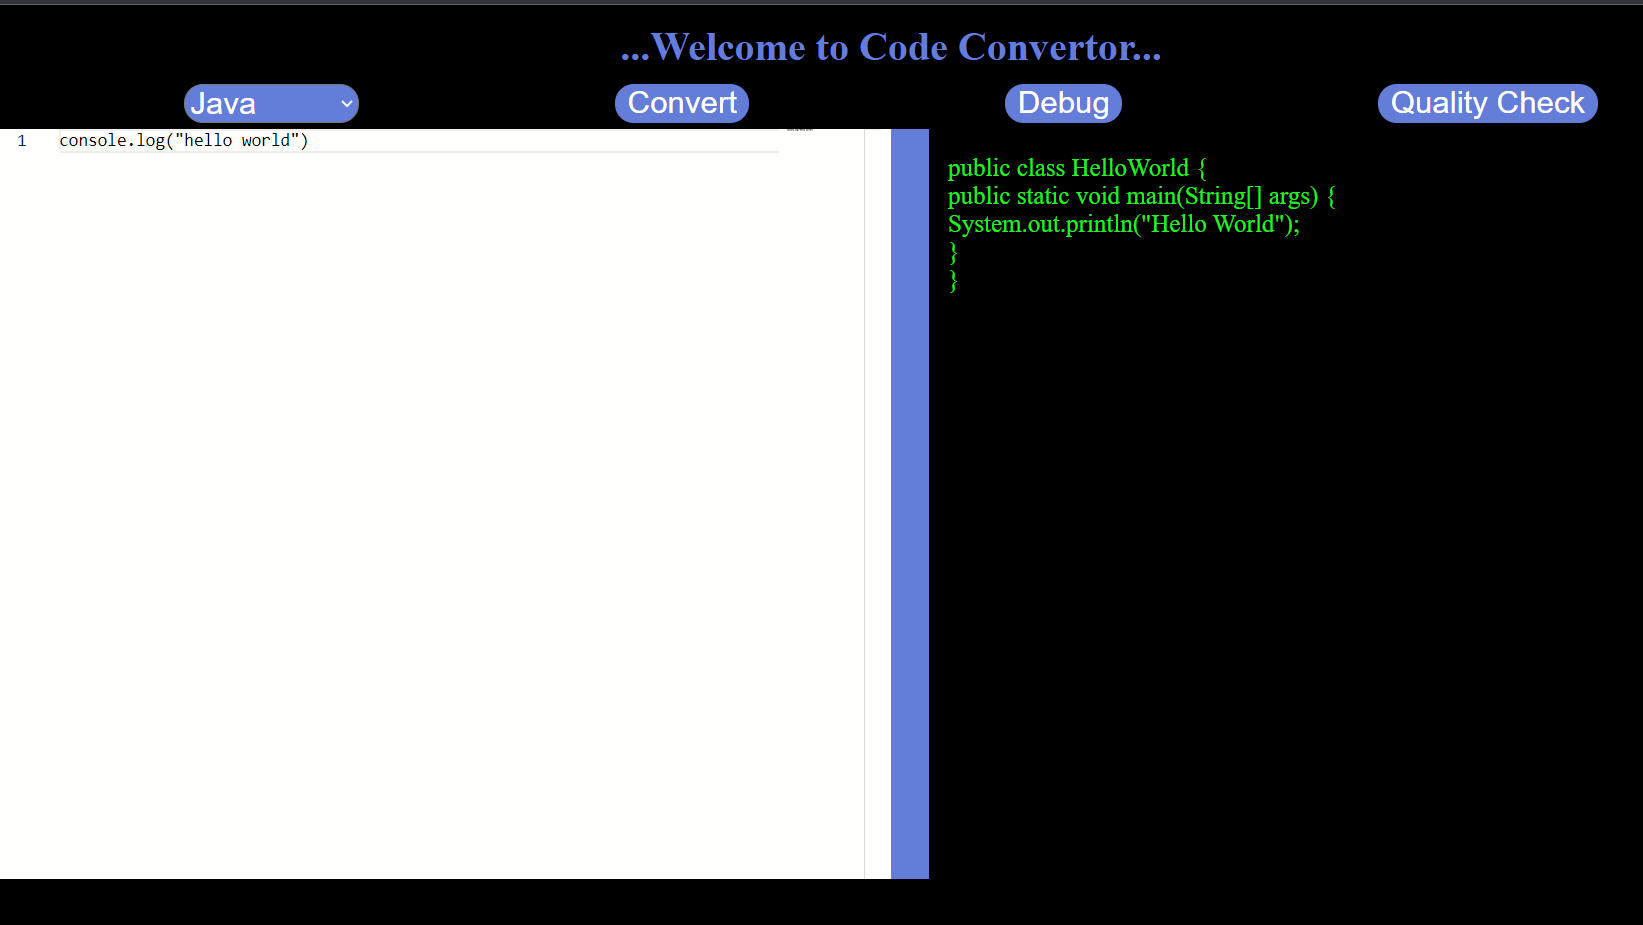 ...Welcome to Code Convertor...
Java Convert Debug Quality Check
1 console.log("hello world")
public class HelloWorld {
public static void main(String[] args) {
System.out.println("Hello World");
}
}